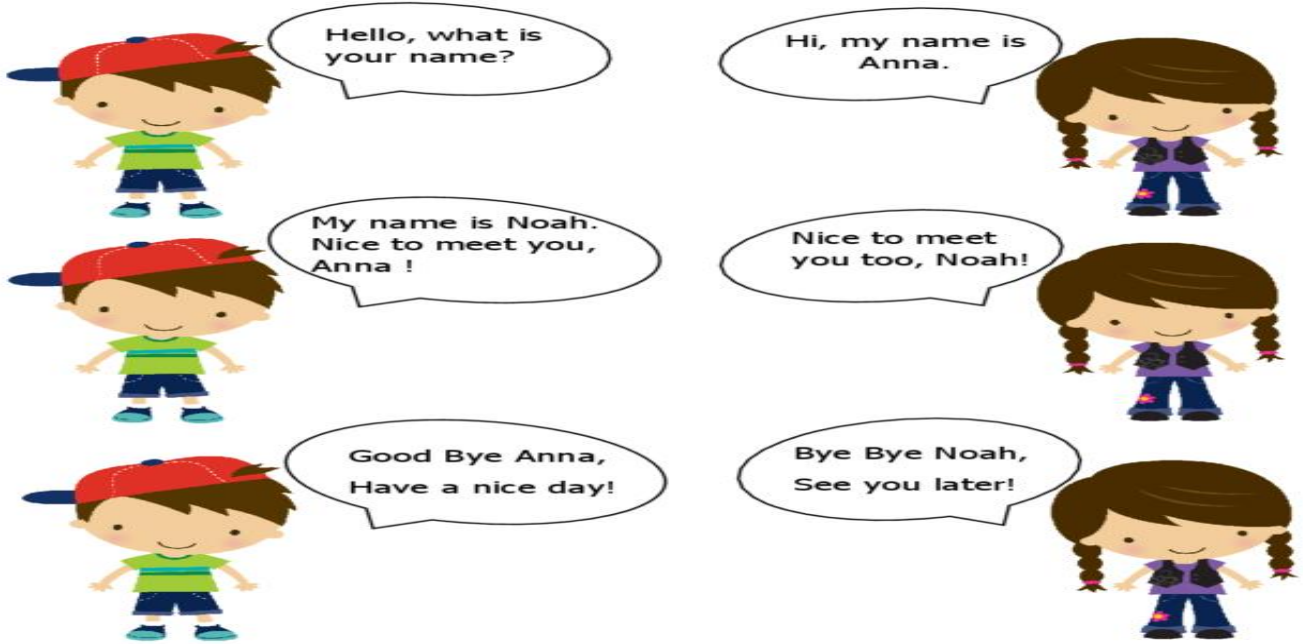 Hello, what is
your name?
Hi, my name is
Anna.
My name is Noah.
Nice to meet you,
Anna !
Nice to meet
you too, Noah!
Good Bye Anna,
Have a nice day!
Bye Bye Noah,
See you later!